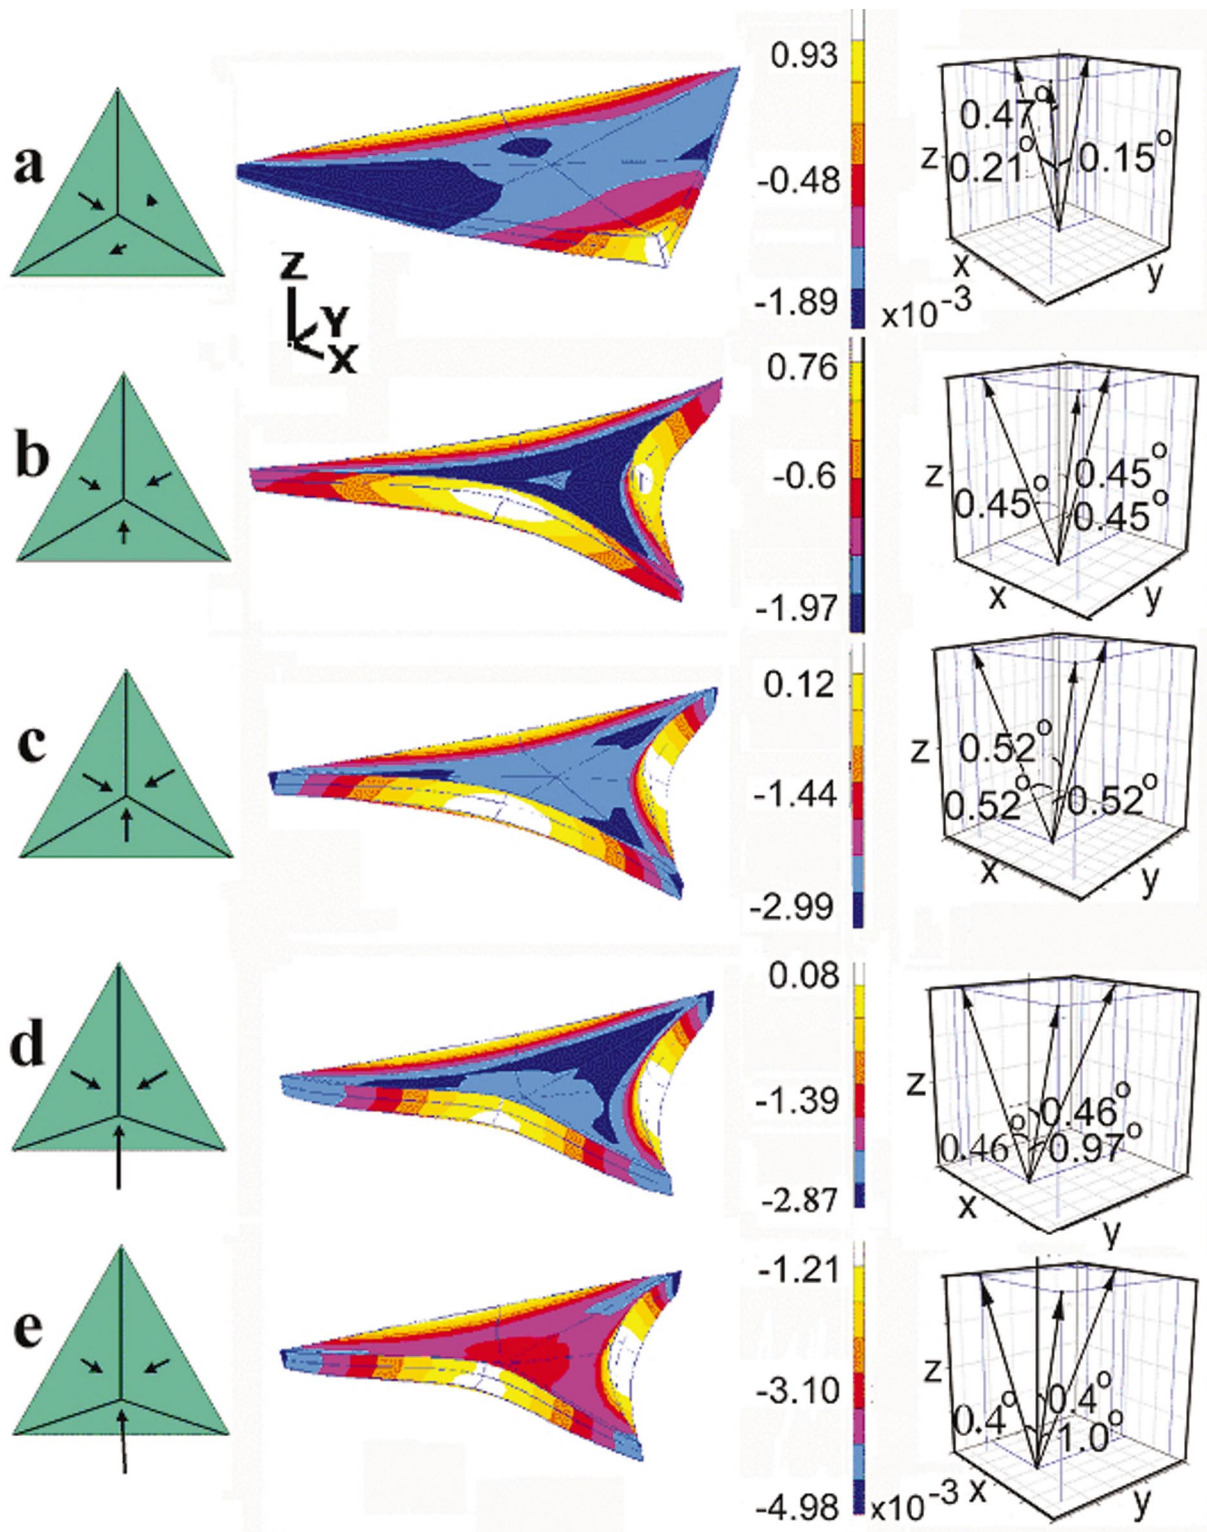 a
0.93
-0.48
-1.89
x10⁻³
0.47°
0.21°
0.15°
z
x
y
Z
Y
X
b
0.76
-0.6
-1.97
0.45°
0.45°
0.45°
z
x
y
c
0.12
-1.44
-2.99
0.52°
0.52°
0.52°
z
x
y
d
0.08
-1.39
-2.87
0.46°
0.46°
0.97°
z
x
y
e
-1.21
-3.10
-4.98
x10⁻³
0.4°
0.4°
1.0°
z
x
y